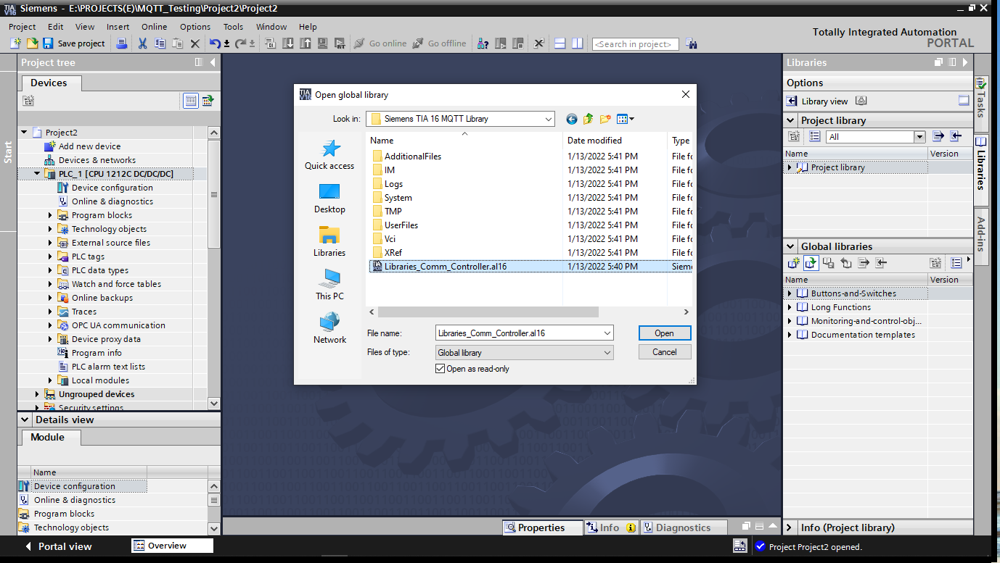 Siemens - E:\PROJECTS(E)\MQTT_Testing\Project2\Project2
Project Edit View Insert Online Options Tools Window Help
Totally Integrated Automation
PORTAL
Save project
Go online
Go offline
<Search in project>
Project tree
Devices
Start
Project2
Add new device
Devices & networks
PLC_1 [CPU 1212C DC/DC/DC]
Device configuration
Online & diagnostics
Program blocks
Technology objects
External source files
PLC tags
PLC data types
Watch and force tables
Online backups
Traces
OPC UA communication
Device proxy data
Program info
PLC alarm text lists
Local modules
Ungrouped devices
Security settings
Details view
Module
Name
Device configuration
Online & diagnostics
Program blocks
Technology objects
Open global library
Look in: Siemens TIA 16 MQTT Library
Quick access
Desktop
Libraries
This PC
Network
Name Date modified Type
AdditionalFiles 1/13/2022 5:41 PM File fo
IM 1/13/2022 5:41 PM File fo
Logs 1/13/2022 5:41 PM File fo
System 1/13/2022 5:41 PM File fo
TMP 1/13/2022 5:41 PM File fo
UserFiles 1/13/2022 5:41 PM File fo
Vci 1/13/2022 5:41 PM File fo
XRef 1/13/2022 5:41 PM File fo
Libraries_Comm_Controller.al16 1/13/2022 5:40 PM Sieme
File name: Libraries_Comm_Controller.al16 Open
Files of type: Global library Cancel
Open as read-only
Libraries
Options
Library view
Project library
All
Name Version
Project library
Global libraries
Name Version
Buttons-and-Switches
Long Functions
Monitoring-and-control-obj...
Documentation templates
Info (Project library)
Tasks
Libraries
Add-ins
Properties Info Diagnostics
Portal view Overview
Project Project2 opened.